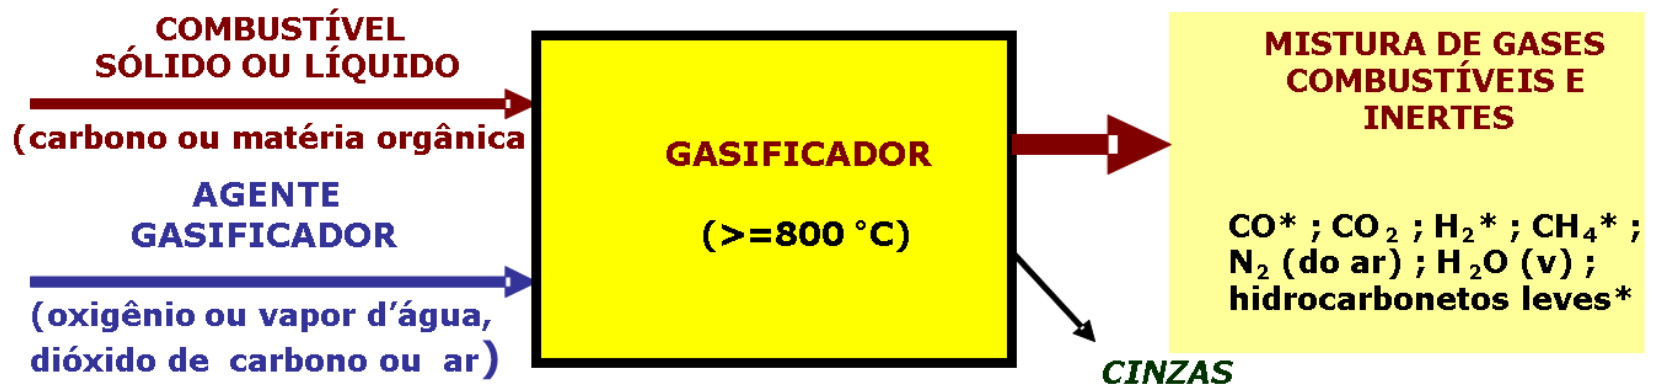 COMBUSTÍVEL
SÓLIDO OU LÍQUIDO
(carbono ou matéria orgânica
AGENTE
GASIFICADOR
(oxigênio ou vapor d’água,
dióxido de carbono ou ar)
GASIFICADOR
(>=800 °C)
CINZAS
MISTURA DE GASES
COMBUSTÍVEIS E
INERTES
CO* ; CO₂ ; H₂* ; CH₄* ;
N₂ (do ar) ; H₂O (v) ;
hidrocarbonetos leves*